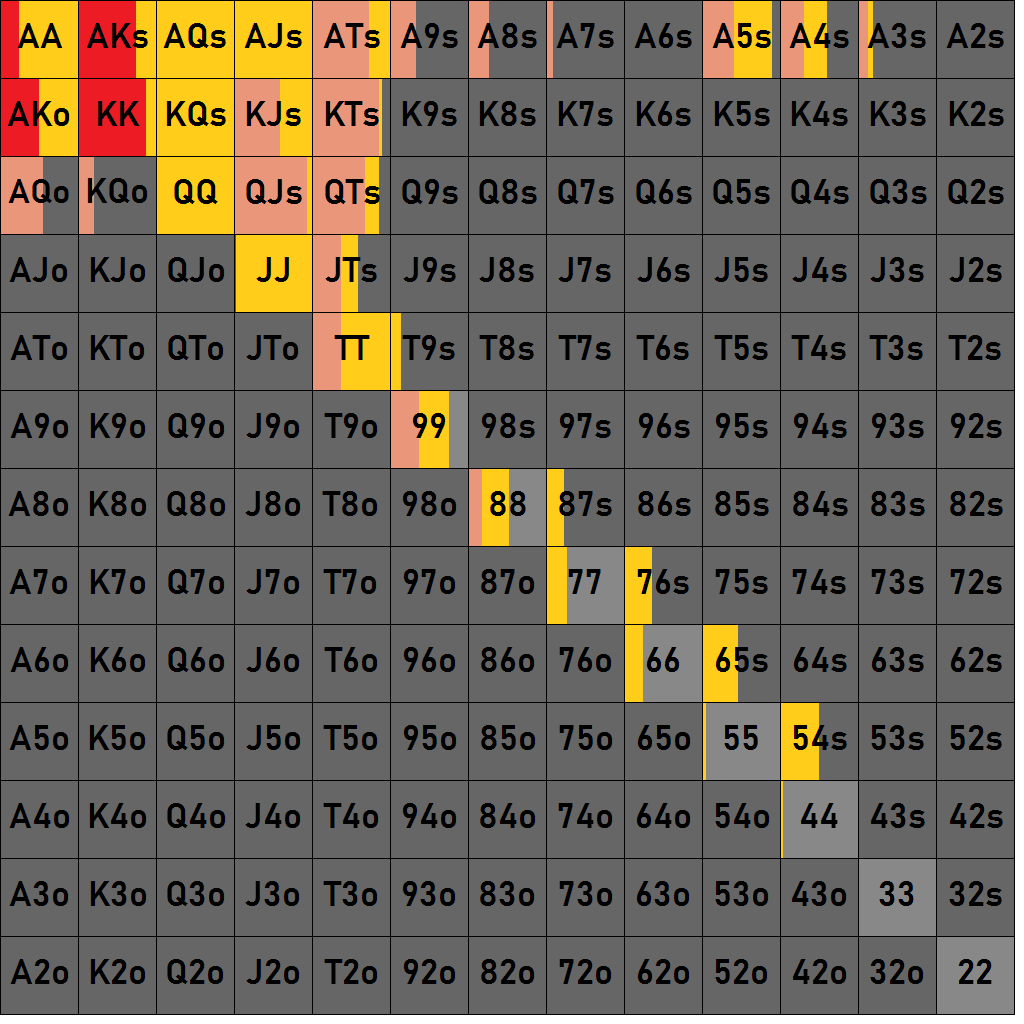 AA AKs AQs AJs ATs A9s A8s A7s A6s A5s A4s A3s A2s
AKo KK KQs KJs KTs K9s K8s K7s K6s K5s K4s K3s K2s
AQo KQo QQ QJs QTs Q9s Q8s Q7s Q6s Q5s Q4s Q3s Q2s
AJo KJo QJo JJ JTs J9s J8s J7s J6s J5s J4s J3s J2s
ATo KTo QTo JTo TT T9s T8s T7s T6s T5s T4s T3s T2s
A9o K9o Q9o J9o T9o 99 98s 97s 96s 95s 94s 93s 92s
A8o K8o Q8o J8o T8o 98o 88 87s 86s 85s 84s 83s 82s
A7o K7o Q7o J7o T7o 97o 87o 77 76s 75s 74s 73s 72s
A6o K6o Q6o J6o T6o 96o 86o 76o 66 65s 64s 63s 62s
A5o K5o Q5o J5o T5o 95o 85o 75o 65o 55 54s 53s 52s
A4o K4o Q4o J4o T4o 94o 84o 74o 64o 54o 44 43s 42s
A3o K3o Q3o J3o T3o 93o 83o 73o 63o 53o 43o 33 32s
A2o K2o Q2o J2o T2o 92o 82o 72o 62o 52o 42o 32o 22